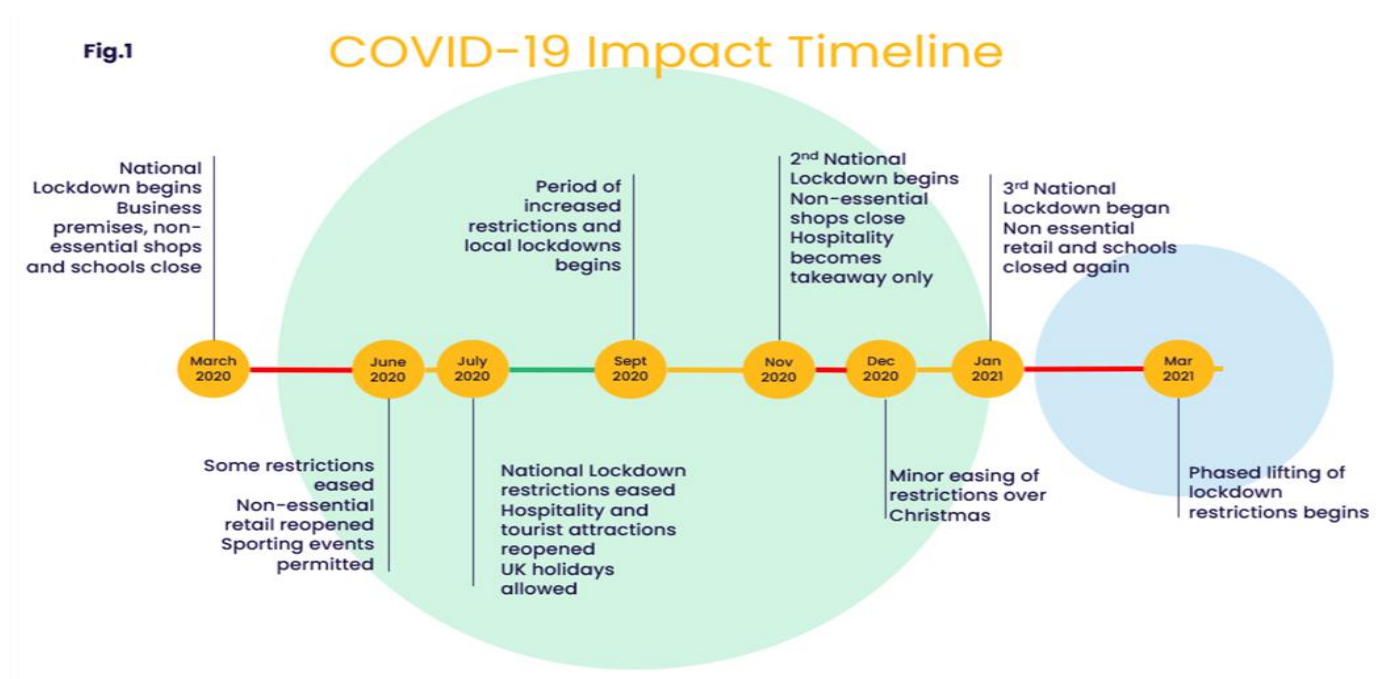 Fig.1
COVID-19 Impact Timeline
National
Lockdown begins
Business
premises, non-
essential shops
and schools close
Period of
increased
restrictions and
local lockdowns
begins
2nd National
Lockdown begins
Non-essential
shops close
Hospitality
becomes
takeaway only
3rd National
Lockdown began
Non essential
retail and schools
closed again
March
2020
June
2020
July
2020
Sept
2020
Nov
2020
Dec
2020
Jan
2021
Mar
2021
Some restrictions
eased
Non-essential
retail reopened
Sporting events
permitted
National Lockdown
restrictions eased
Hospitality and
tourist attractions
reopened
UK holidays
allowed
Minor easing of
restrictions over
Christmas
Phased lifting of
lockdown
restrictions begins